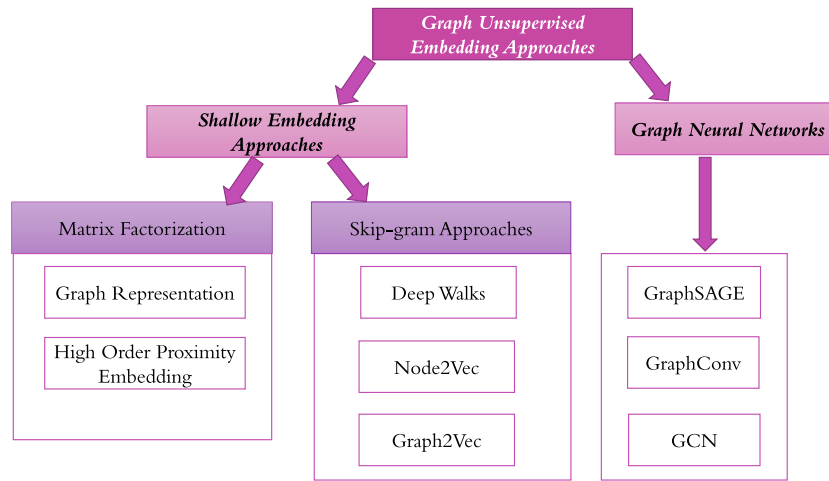 Graph Unsupervised
Embedding Approaches
Shallow Embedding
Approaches
Graph Neural Networks
Matrix Factorization
Graph Representation
High Order Proximity
Embedding
Skip-gram Approaches
Deep Walks
Node2Vec
Graph2Vec
GraphSAGE
GraphConv
GCN